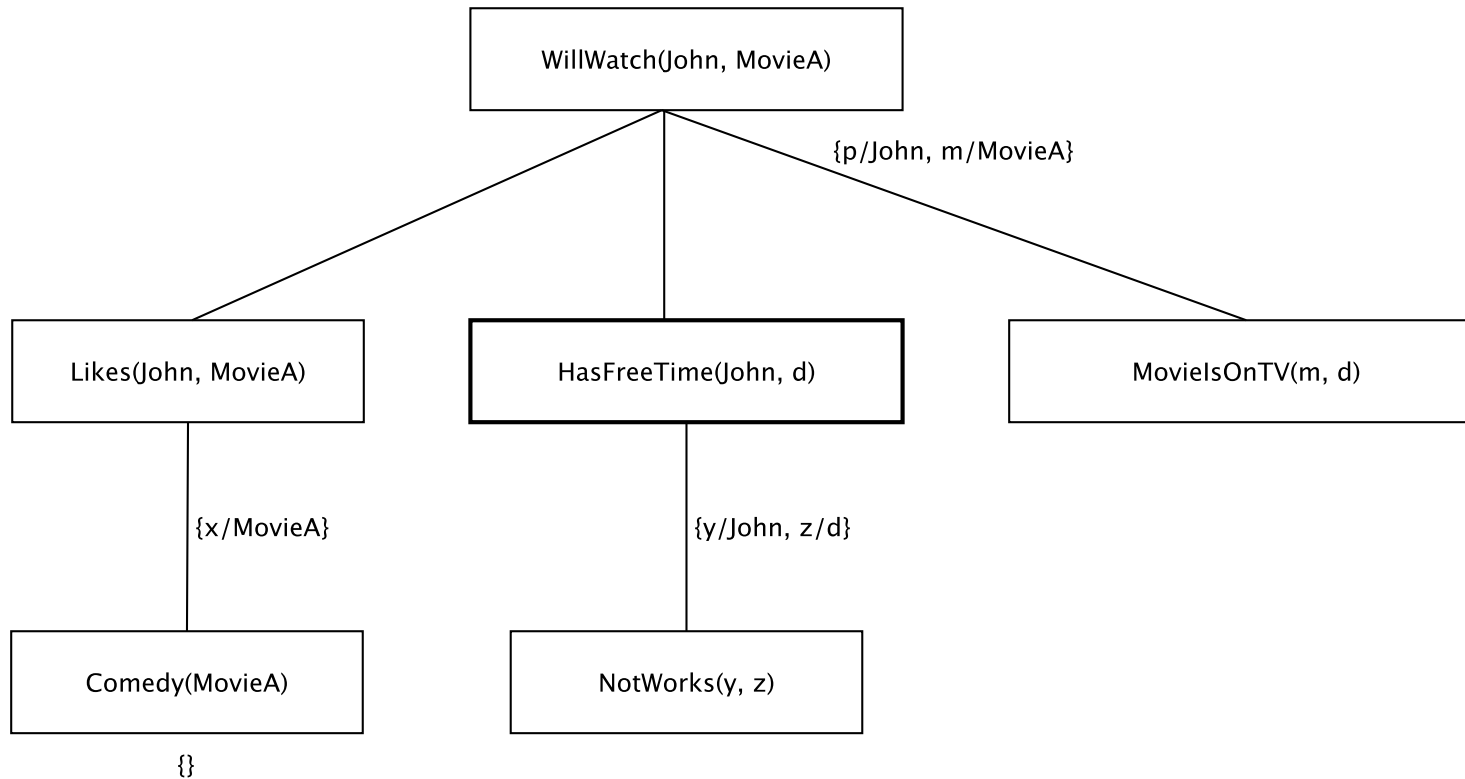 WillWatch(John, MovieA)
{p/John, m/MovieA}
Likes(John, MovieA)
HasFreeTime(John, d)
MovieIsOnTV(m, d)
{x/MovieA}
{y/John, z/d}
Comedy(MovieA)
NotWorks(y, z)
{}